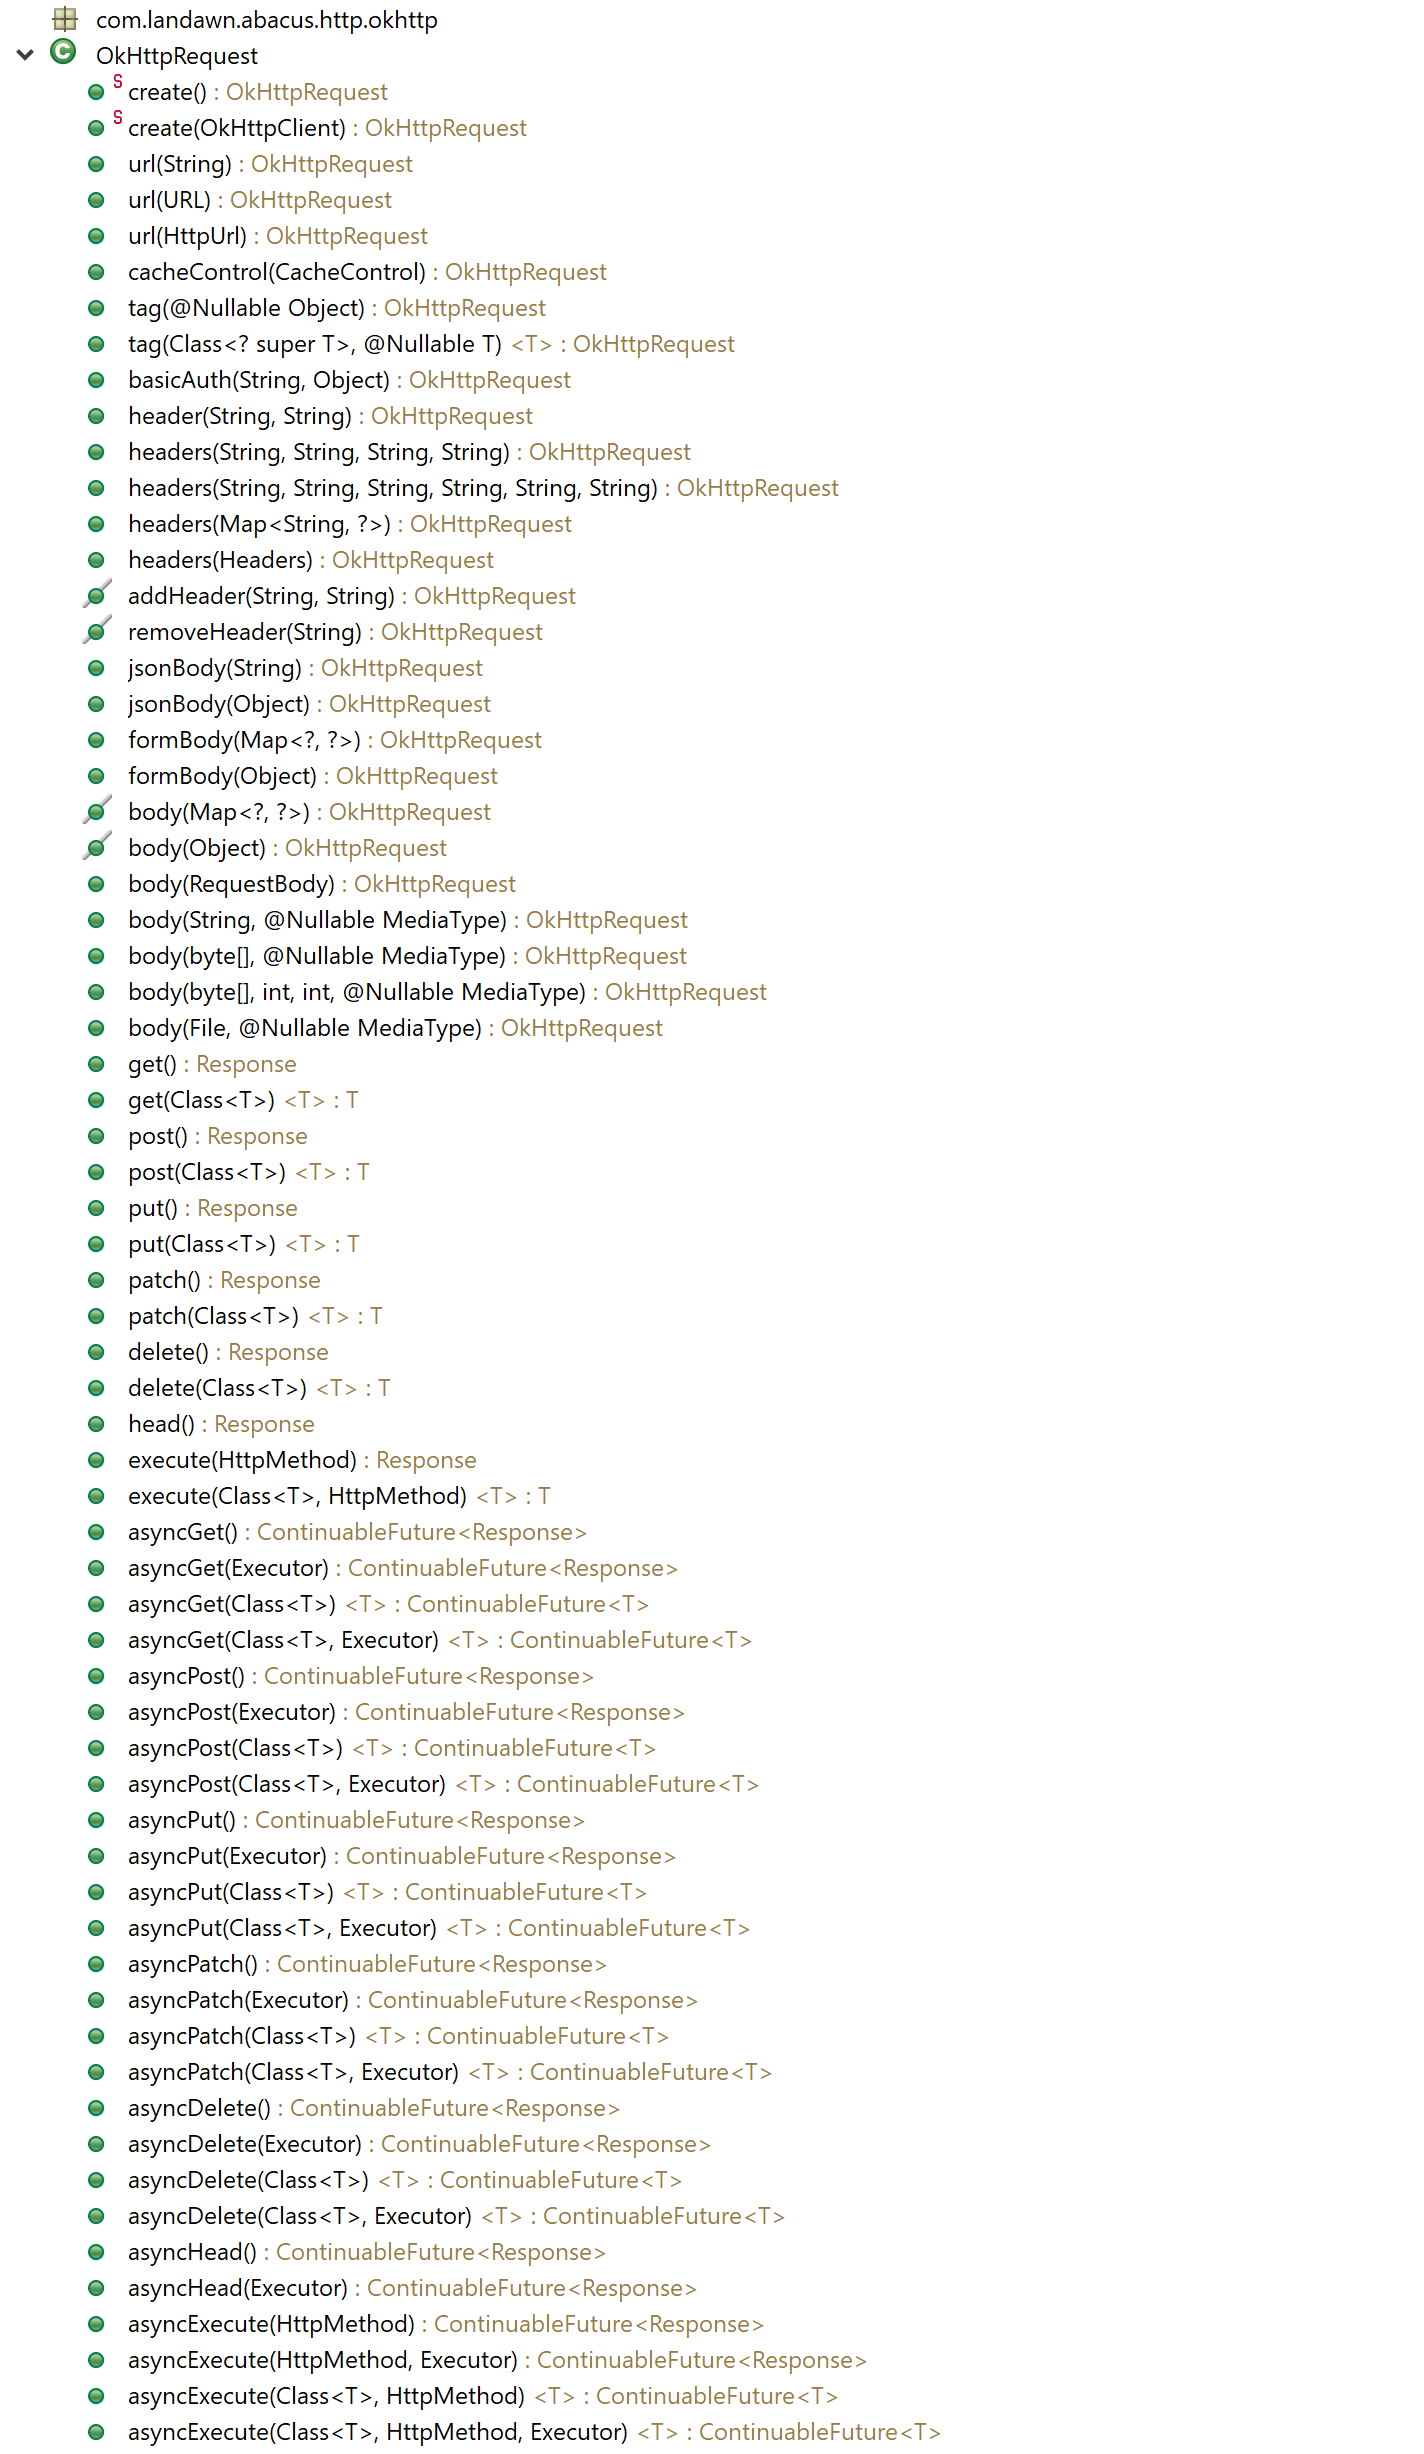 com.landawn.abacus.http.okhttp
OkHttpRequest
create() : OkHttpRequest
create(OkHttpClient) : OkHttpRequest
url(String) : OkHttpRequest
url(URL) : OkHttpRequest
url(HttpUrl) : OkHttpRequest
cacheControl(CacheControl) : OkHttpRequest
tag(@Nullable Object) : OkHttpRequest
tag(Class<? super T>, @Nullable T) <T> : OkHttpRequest
basicAuth(String, Object) : OkHttpRequest
header(String, String) : OkHttpRequest
headers(String, String, String, String) : OkHttpRequest
headers(String, String, String, String, String, String) : OkHttpRequest
headers(Map<String, ?>) : OkHttpRequest
headers(Headers) : OkHttpRequest
addHeader(String, String) : OkHttpRequest
removeHeader(String) : OkHttpRequest
jsonBody(String) : OkHttpRequest
jsonBody(Object) : OkHttpRequest
formBody(Map<?, ?>) : OkHttpRequest
formBody(Object) : OkHttpRequest
body(Map<?, ?>) : OkHttpRequest
body(Object) : OkHttpRequest
body(RequestBody) : OkHttpRequest
body(String, @Nullable MediaType) : OkHttpRequest
body(byte[], @Nullable MediaType) : OkHttpRequest
body(byte[], int, int, @Nullable MediaType) : OkHttpRequest
body(File, @Nullable MediaType) : OkHttpRequest
get() : Response
get(Class<T>) <T> : T
post() : Response
post(Class<T>) <T> : T
put() : Response
put(Class<T>) <T> : T
patch() : Response
patch(Class<T>) <T> : T
delete() : Response
delete(Class<T>) <T> : T
head() : Response
execute(HttpMethod) : Response
execute(Class<T>, HttpMethod) <T> : T
asyncGet() : ContinuableFuture<Response>
asyncGet(Executor) : ContinuableFuture<Response>
asyncGet(Class<T>) <T> : ContinuableFuture<T>
asyncGet(Class<T>, Executor) <T> : ContinuableFuture<T>
asyncPost() : ContinuableFuture<Response>
asyncPost(Executor) : ContinuableFuture<Response>
asyncPost(Class<T>) <T> : ContinuableFuture<T>
asyncPost(Class<T>, Executor) <T> : ContinuableFuture<T>
asyncPut() : ContinuableFuture<Response>
asyncPut(Executor) : ContinuableFuture<Response>
asyncPut(Class<T>) <T> : ContinuableFuture<T>
asyncPut(Class<T>, Executor) <T> : ContinuableFuture<T>
asyncPatch() : ContinuableFuture<Response>
asyncPatch(Executor) : ContinuableFuture<Response>
asyncPatch(Class<T>) <T> : ContinuableFuture<T>
asyncPatch(Class<T>, Executor) <T> : ContinuableFuture<T>
asyncDelete() : ContinuableFuture<Response>
asyncDelete(Executor) : ContinuableFuture<Response>
asyncDelete(Class<T>) <T> : ContinuableFuture<T>
asyncDelete(Class<T>, Executor) <T> : ContinuableFuture<T>
asyncHead() : ContinuableFuture<Response>
asyncHead(Executor) : ContinuableFuture<Response>
asyncExecute(HttpMethod) : ContinuableFuture<Response>
asyncExecute(HttpMethod, Executor) : ContinuableFuture<Response>
asyncExecute(Class<T>, HttpMethod) <T> : ContinuableFuture<T>
asyncExecute(Class<T>, HttpMethod, Executor) <T> : ContinuableFuture<T>